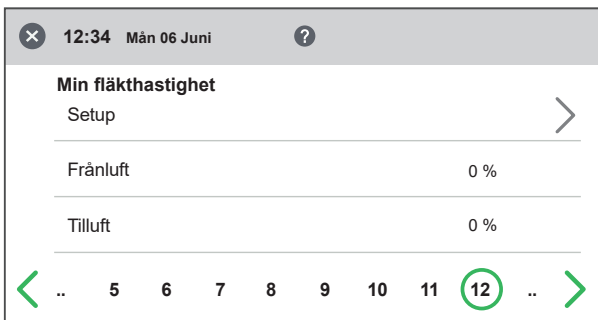 12:34 Mån 06 Juni ?
Min fläkthastighet
Setup
Frånluft 0 %
Tilluft 0 %
.. 5 6 7 8 9 10 11 12 ..